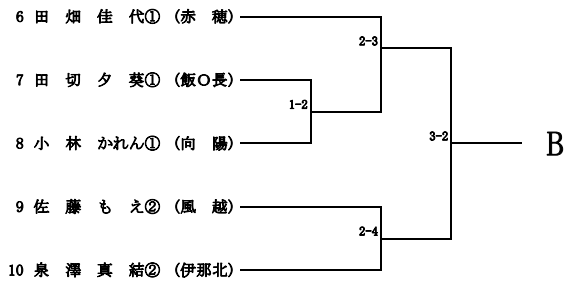 6 田 畑 佳 代① (赤 穂)
2-3
7 田 切 夕 葵① (飯O長)
1-2
3-2
B
8 小 林 かれん① (向 陽)
9 佐 藤 も え② (風 越)
2-4
10 泉 澤 真 結② (伊那北)